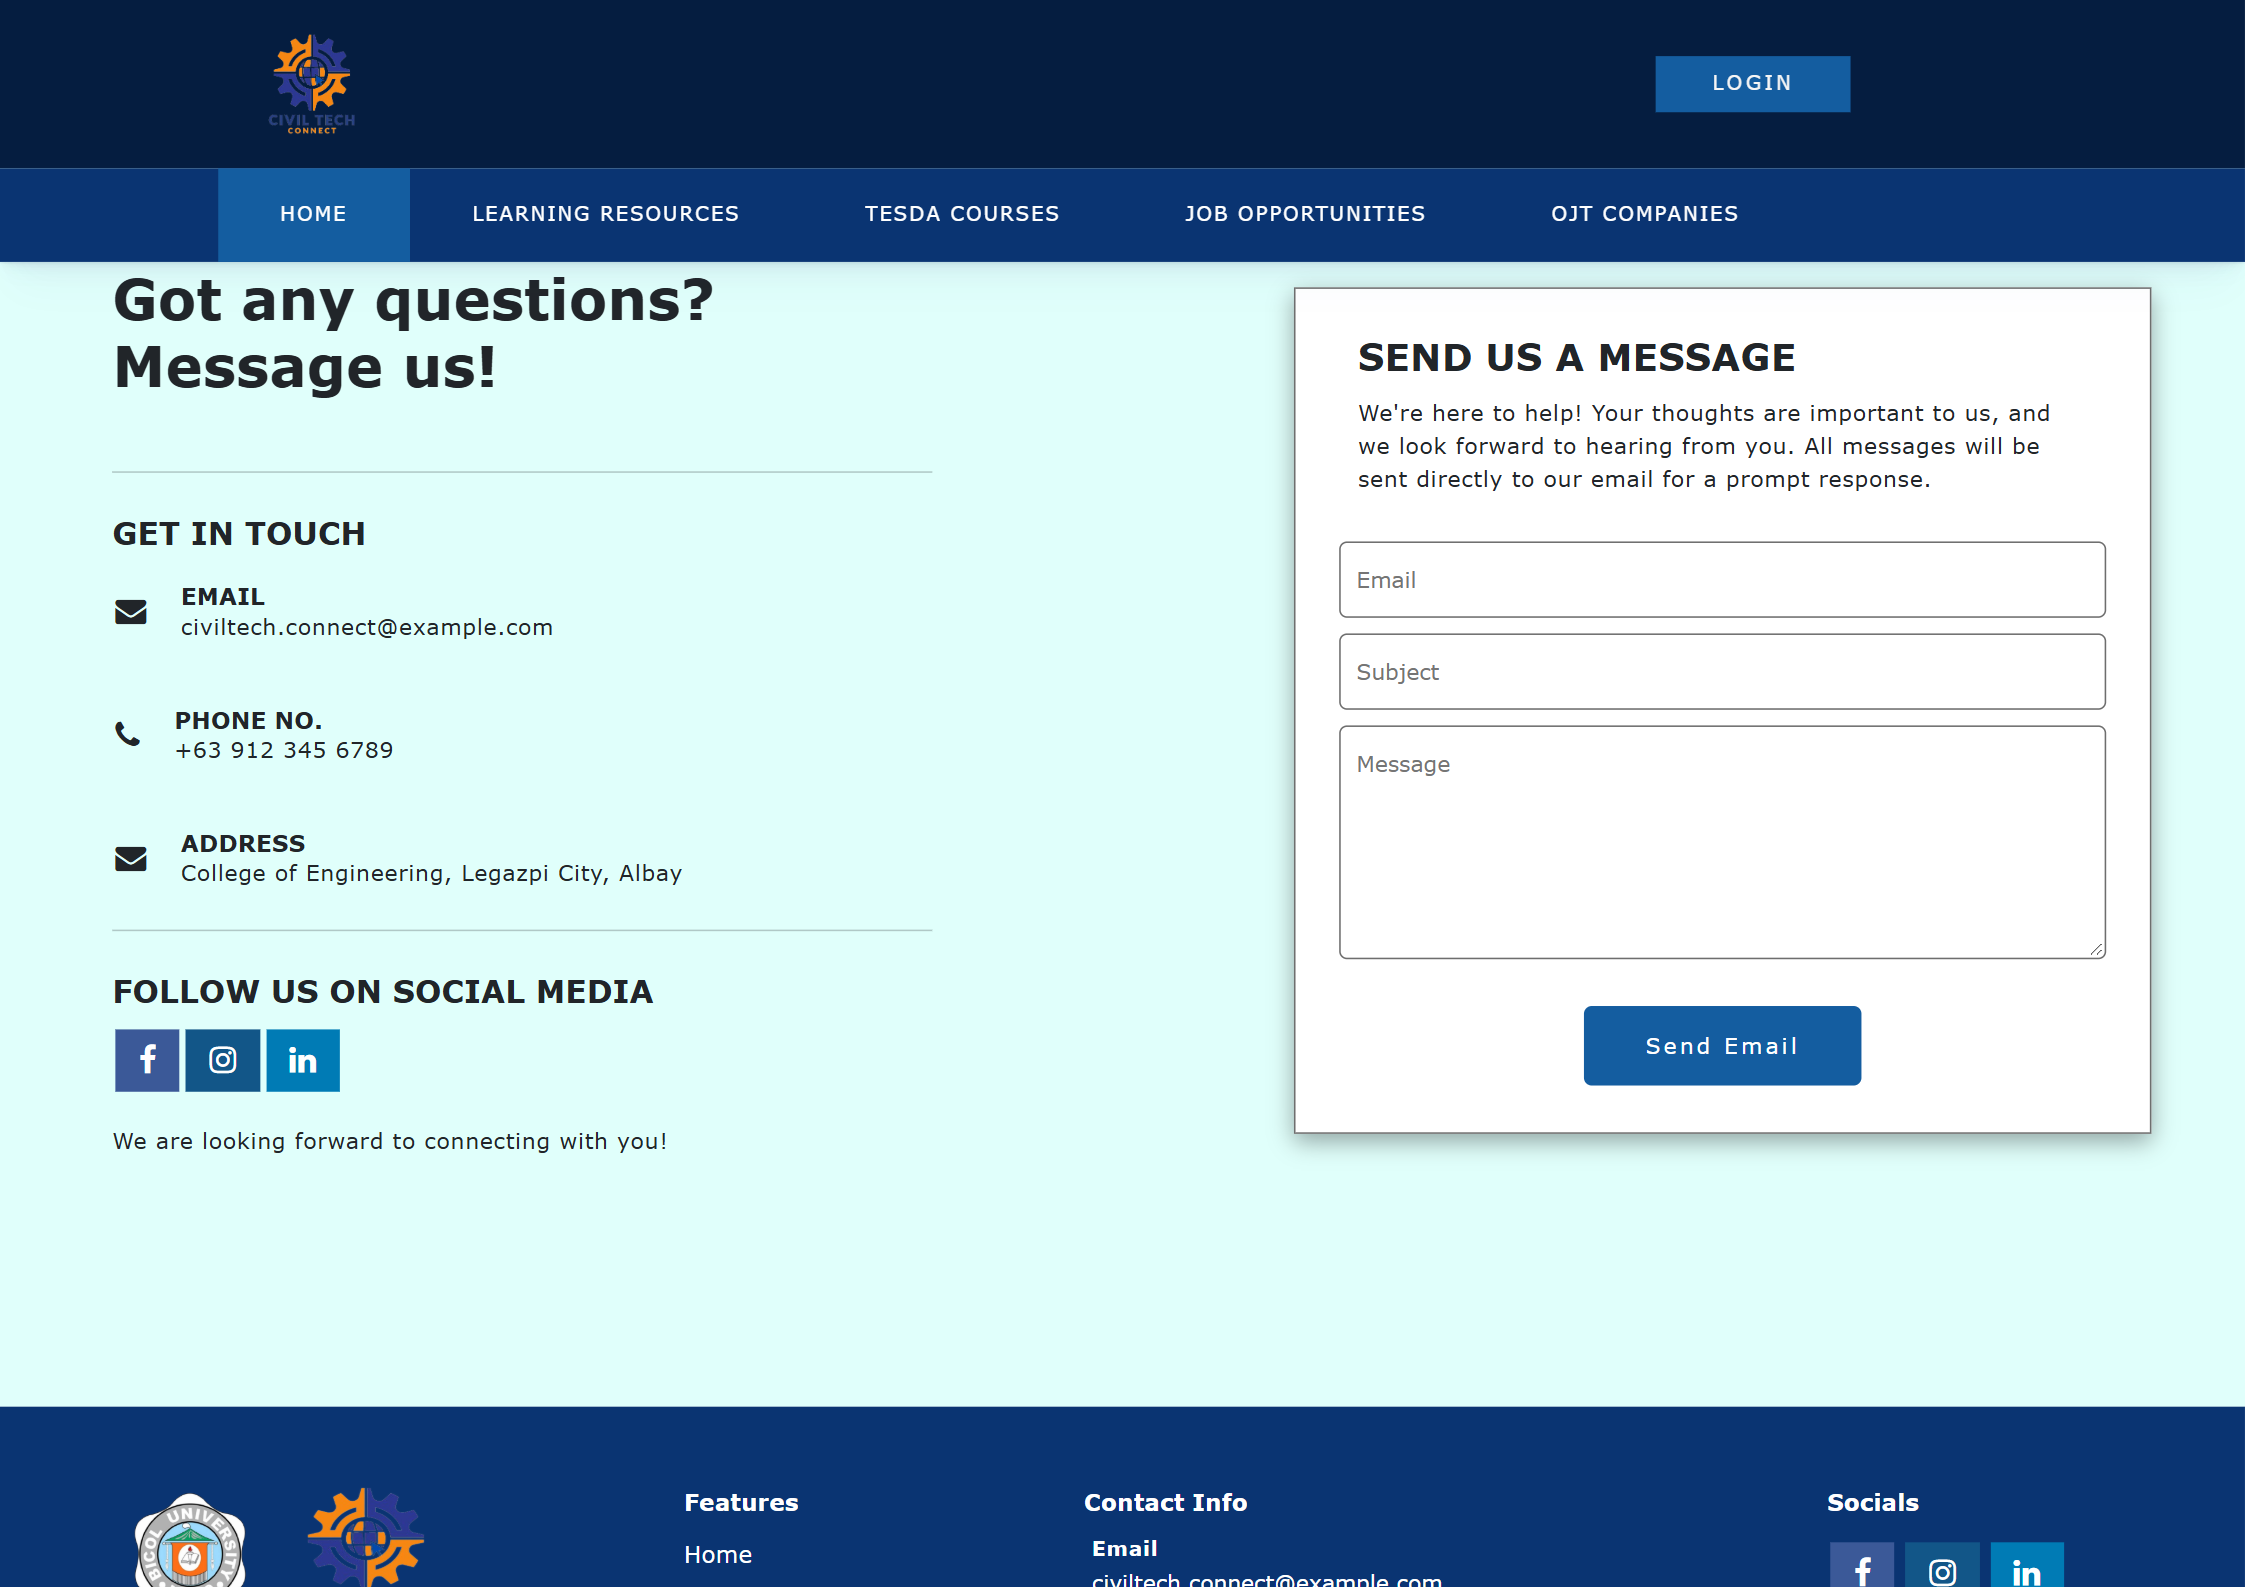 CIVIL TECH
CONNECT
LOGIN
HOME
LEARNING RESOURCES
TESDA COURSES
JOB OPPORTUNITIES
OJT COMPANIES
Got any questions?
Message us!
GET IN TOUCH
EMAIL
civiltech.connect@example.com
PHONE NO.
+63 912 345 6789
ADDRESS
College of Engineering, Legazpi City, Albay
FOLLOW US ON SOCIAL MEDIA
We are looking forward to connecting with you!
SEND US A MESSAGE
We're here to help! Your thoughts are important to us, and
we look forward to hearing from you. All messages will be
sent directly to our email for a prompt response.
Email
Subject
Message
Send Email
BICOL UNIVERSITY
Features
Home
Contact Info
Email
civiltech.connect@example.com
Socials